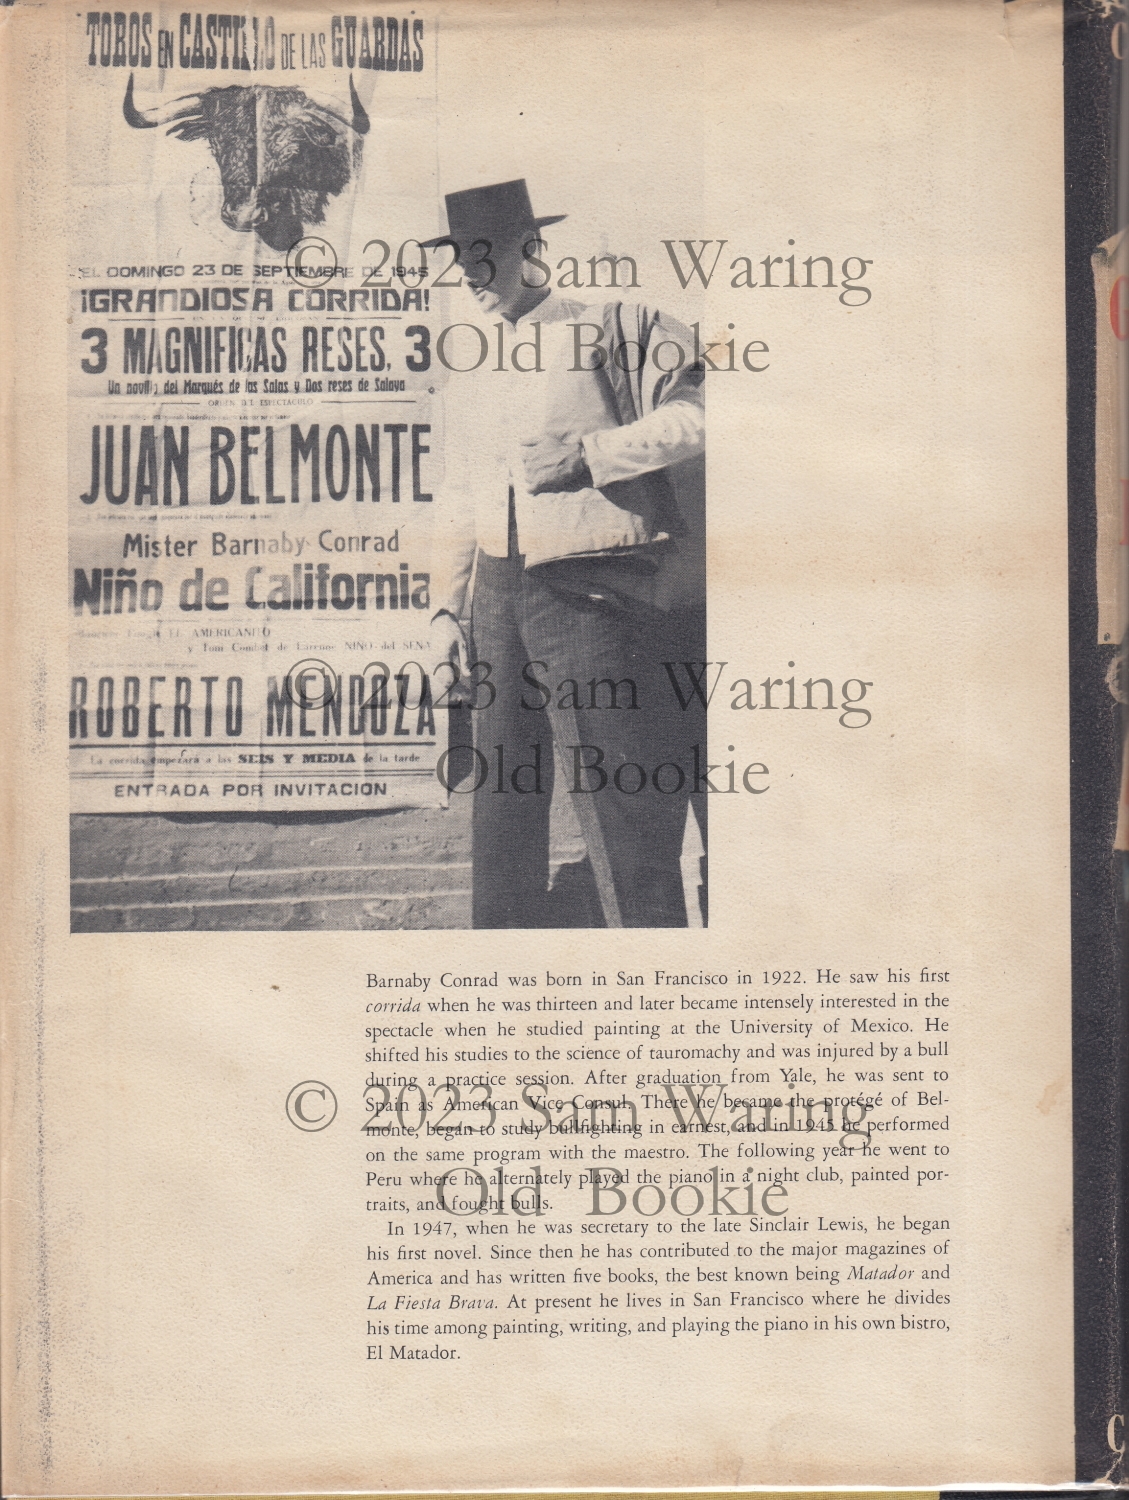 TOROS EN CASTILLO DE LAS GUARDAS
EL DOMINGO 23 DE SEPTIEMBRE DE 1945
¡GRANDIOSA CORRIDA!
3 MAGNIFICAS RESES, 3
Un novillo del Marqués de las Salas y Dos reses de Salaya
ORDEN DEL ESPECTACULO
JUAN BELMONTE
Mister Barnaby Conrad
Niño de California
EL AMERICANITO
y Tom NIÑO del SENA
ROBERTO MENDOZA
La corrida empezará a las SEIS Y MEDIA de la tarde
ENTRADA POR INVITACION
© 2023 Sam Waring
Old Bookie
© 2023 Sam Waring
Old Bookie
Barnaby Conrad was born in San Francisco in 1922. He saw his first
corrida when he was thirteen and later became intensely interested in the
spectacle when he studied painting at the University of Mexico. He
shifted his studies to the science of tauromachy and was injured by a bull
during a practice session. After graduation from Yale, he was sent to
Spain as American Vice Consul. There he became the protégé of Bel-
monte, began to study bullfighting in earnest, and in 1945 he performed
on the same program with the maestro. The following year he went to
Peru where he alternately played the piano in a night club, painted por-
traits, and fought bulls.
In 1947, when he was secretary to the late Sinclair Lewis, he began
his first novel. Since then he has contributed to the major magazines of
America and has written five books, the best known being Matador and
La Fiesta Brava. At present he lives in San Francisco where he divides
his time among painting, writing, and playing the piano in his own bistro,
El Matador.
© 2023 Sam Waring
Old Bookie